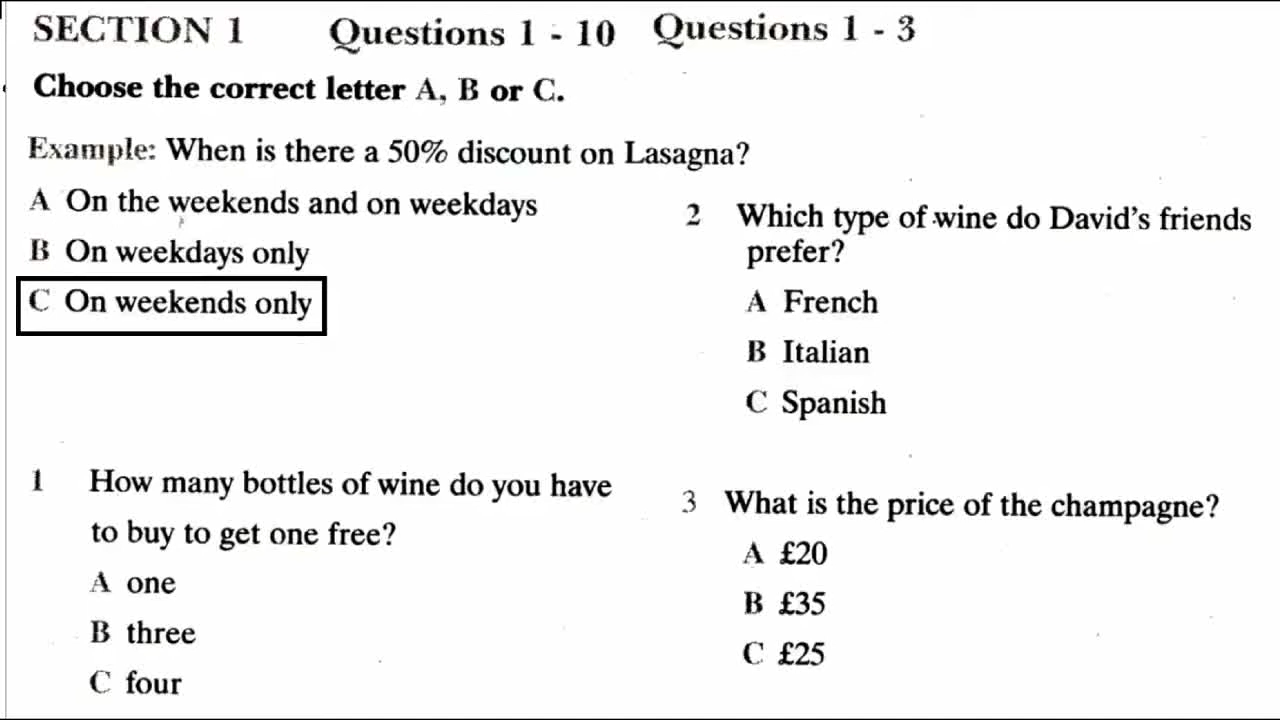 SECTION 1 Questions 1 - 10 Questions 1 - 3
Choose the correct letter A, B or C.
Example: When is there a 50% discount on Lasagna?
A On the weekends and on weekdays
B On weekdays only
C On weekends only
1 How many bottles of wine do you have
to buy to get one free?
A one
B three
C four
2 Which type of wine do David's friends
prefer?
A French
B Italian
C Spanish
3 What is the price of the champagne?
A £20
B £35
C £25